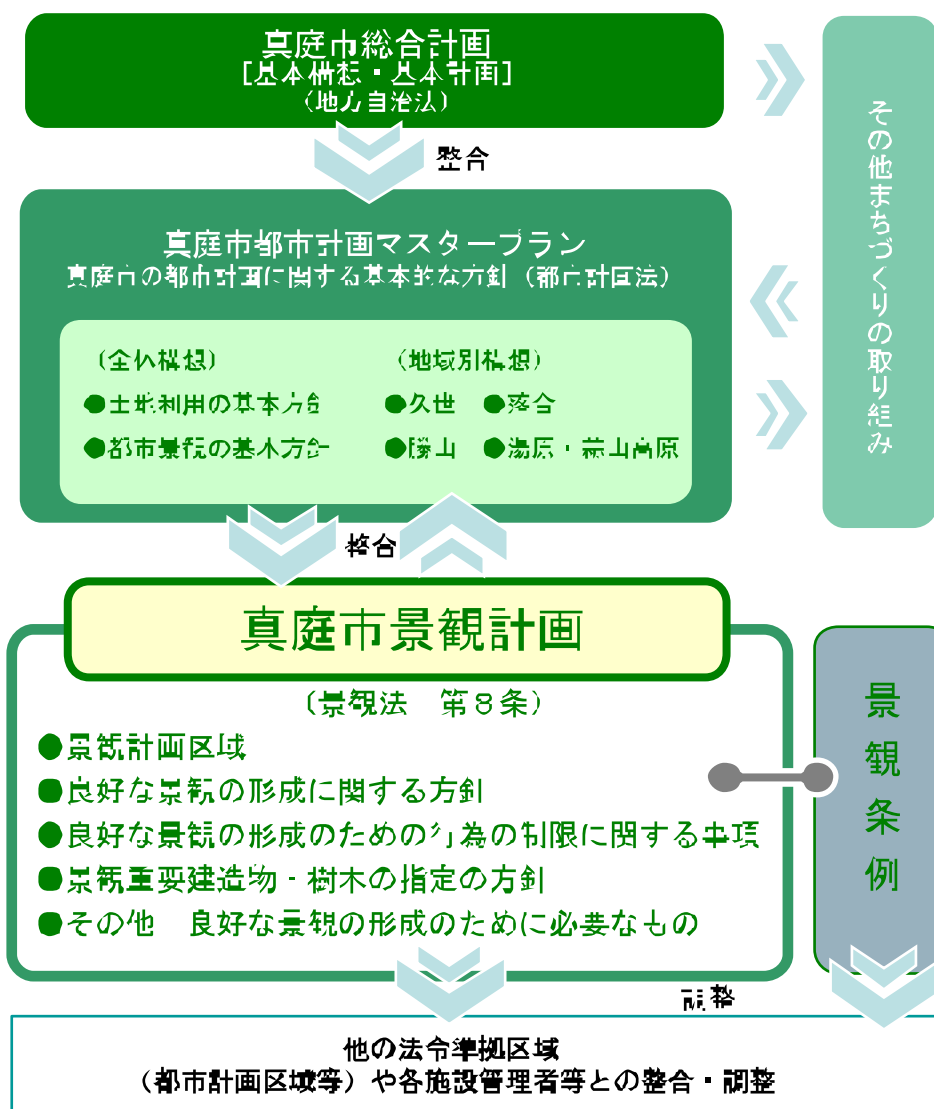 真庭市総合計画
[基本構想・基本計画]
（地方自治法）
整合
その他まちづくりの取り組み
真庭市都市計画マスタープラン
真庭市の都市計画に関する基本的な方針（都市計画法）
（全体構想）
（地域別構想）
●土地利用の基本方針
●久世 ●落合
●都市景観の基本方針
●勝山 ●湯原・蒜山高原
整合
真庭市景観計画
（景観法 第８条）
●景観計画区域
●良好な景観の形成に関する方針
●良好な景観の形成のための行為の制限に関する事項
●景観重要建造物・樹木の指定の方針
●その他 良好な景観の形成のために必要なもの
景観条例
調整
他の法令準拠区域
（都市計画区域等）や各施設管理者等との整合・調整